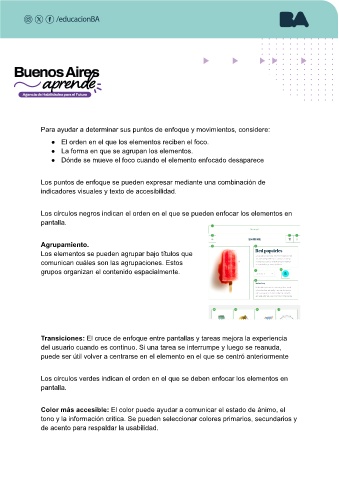 /educacionBA
BA
Buenos Aires
aprende
Agencia de Habilidades para el Futuro
Para ayudar a determinar sus puntos de enfoque y movimientos, considere:
● El orden en el que los elementos reciben el foco.
● La forma en que se agrupan los elementos.
● Dónde se mueve el foco cuando el elemento enfocado desaparece
Los puntos de enfoque se pueden expresar mediante una combinación de
indicadores visuales y texto de accesibilidad.
Los círculos negros indican el orden en el que se pueden enfocar los elementos en
pantalla.
Agrupamiento.
Los elementos se pueden agrupar bajo títulos que
comunican cuáles son las agrupaciones. Estos
grupos organizan el contenido espacialmente.
Red popsicles
Transiciones: El cruce de enfoque entre pantallas y tareas mejora la experiencia
del usuario cuando es continuo. Si una tarea se interrumpe y luego se reanuda,
puede ser útil volver a centrarse en el elemento en el que se centró anteriormente
Los círculos verdes indican el orden en el que se deben enfocar los elementos en
pantalla.
Color más accesible: El color puede ayudar a comunicar el estado de ánimo, el
tono y la información crítica. Se pueden seleccionar colores primarios, secundarios y
de acento para respaldar la usabilidad.